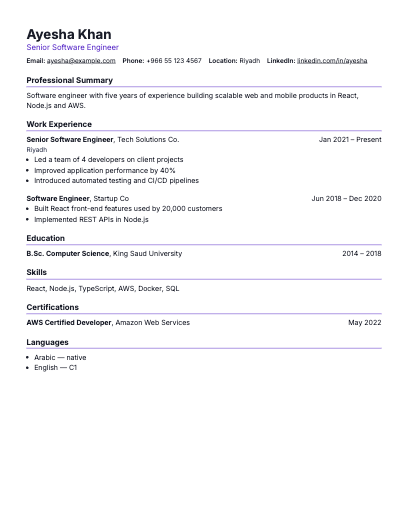 Ayesha Khan
Senior Software Engineer
Email: ayesha@example.com Phone: +966 55 123 4567 Location: Riyadh LinkedIn: linkedin.com/in/ayesha
Professional Summary
Software engineer with five years of experience building scalable web and mobile products in React,
Node.js and AWS.
Work Experience
Senior Software Engineer, Tech Solutions Co. Jan 2021 – Present
Riyadh
• Led a team of 4 developers on client projects
• Improved application performance by 40%
• Introduced automated testing and CI/CD pipelines
Software Engineer, Startup Co Jun 2018 – Dec 2020
• Built React front-end features used by 20,000 customers
• Implemented REST APIs in Node.js
Education
B.Sc. Computer Science, King Saud University 2014 – 2018
Skills
React, Node.js, TypeScript, AWS, Docker, SQL
Certifications
AWS Certified Developer, Amazon Web Services May 2022
Languages
• Arabic — native
• English — C1